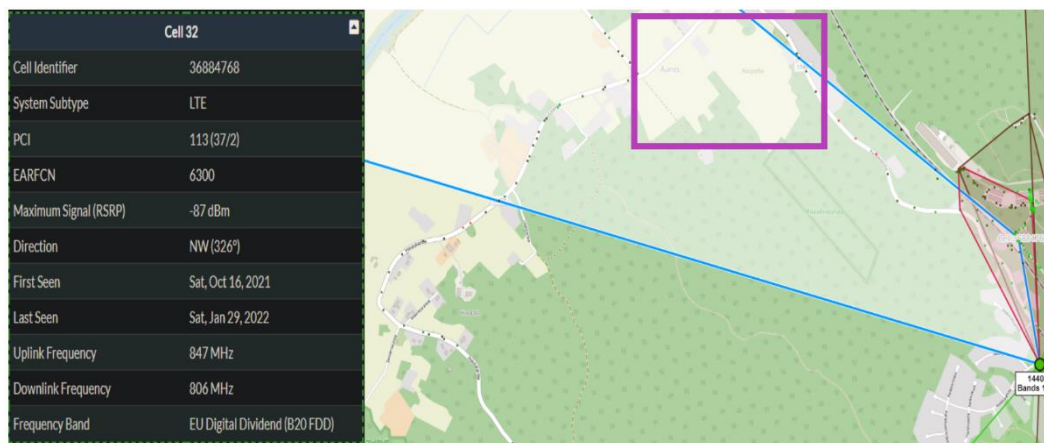 Cell 32
Cell Identifier 36884768
System Subtype LTE
PCI 113 (37/2)
EARFCN 6300
Maximum Signal (RSRP) -87 dBm
Direction NW (326°)
First Seen Sat, Oct 16, 2021
Last Seen Sat, Jan 29, 2022
Uplink Frequency 847 MHz
Downlink Frequency 806 MHz
Frequency Band EU Digital Dividend (B20 FDD)
1440
Bands 1